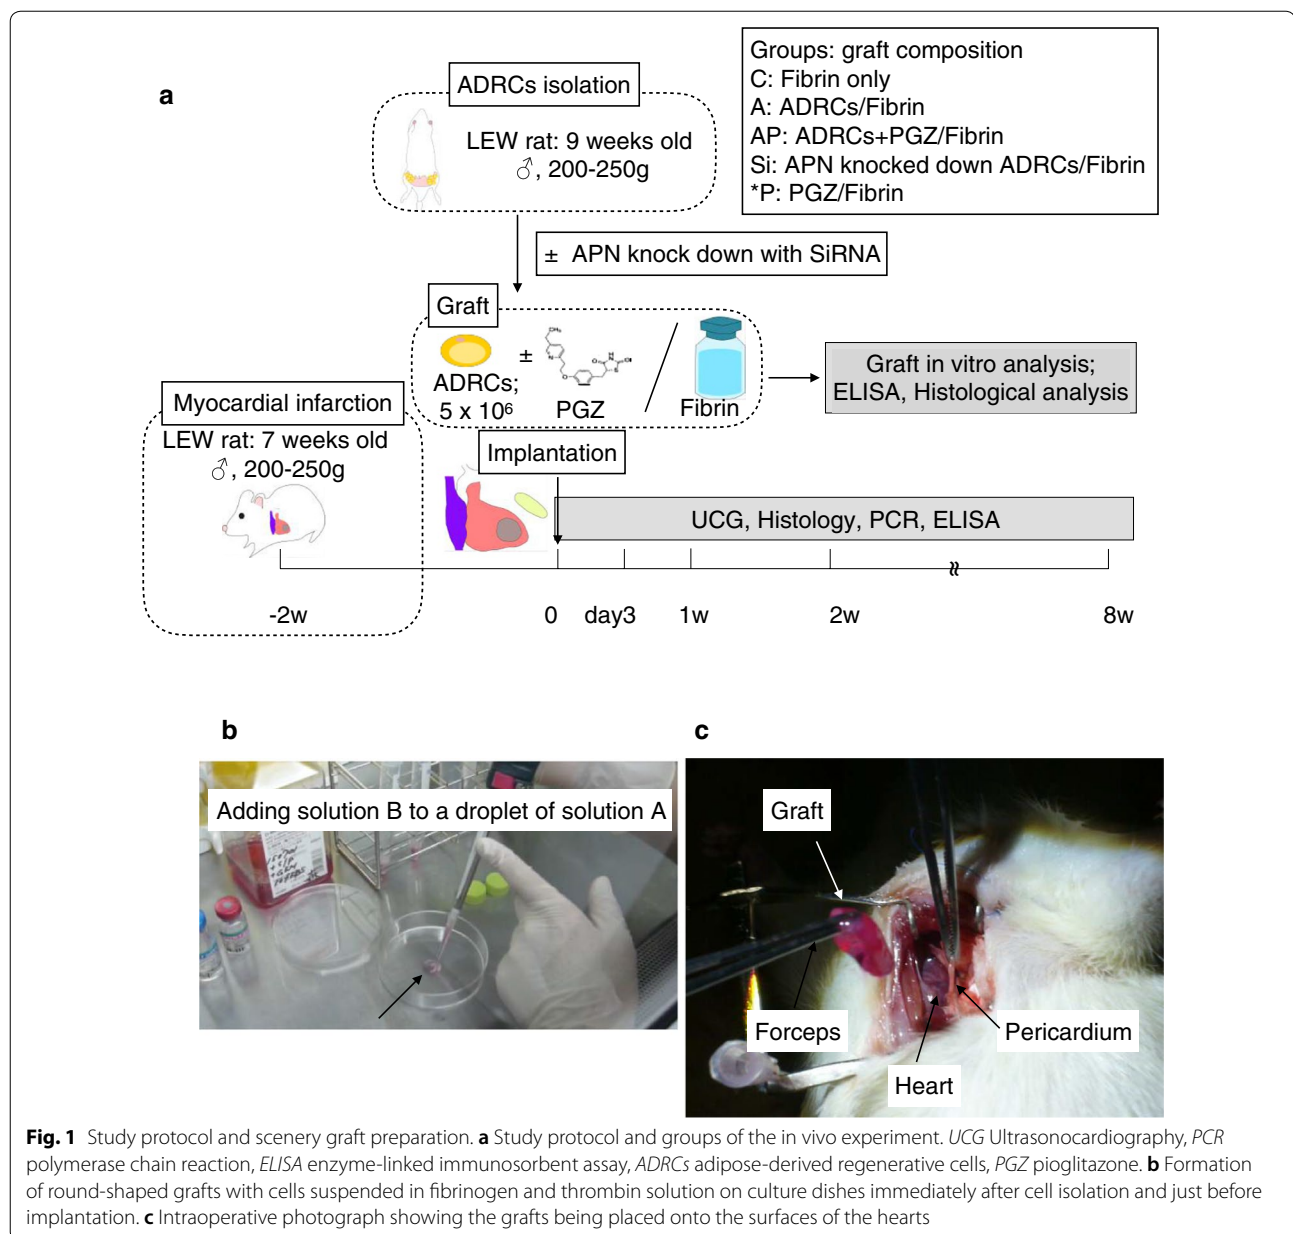 a
ADRCs isolation
LEW rat: 9 weeks old
♂, 200-250g
Groups: graft composition
C: Fibrin only
A: ADRCs/Fibrin
AP: ADRCs+PGZ/Fibrin
Si: APN knocked down ADRCs/Fibrin
*P: PGZ/Fibrin
± APN knock down with SiRNA
Graft
±
ADRCs;
5 x 10⁶
PGZ
Fibrin
Graft in vitro analysis;
ELISA, Histological analysis
Myocardial infarction
LEW rat: 7 weeks old
♂, 200-250g
Implantation
UCG, Histology, PCR, ELISA
-2w
0
day3
1w
2w
8w
b
Adding solution B to a droplet of solution A
c
Graft
Forceps
Pericardium
Heart
Fig. 1 Study protocol and scenery graft preparation. a Study protocol and groups of the in vivo experiment. UCG Ultrasonocardiography, PCR
polymerase chain reaction, ELISA enzyme-linked immunosorbent assay, ADRCs adipose-derived regenerative cells, PGZ pioglitazone. b Formation
of round-shaped grafts with cells suspended in fibrinogen and thrombin solution on culture dishes immediately after cell isolation and just before
implantation. c Intraoperative photograph showing the grafts being placed onto the surfaces of the hearts